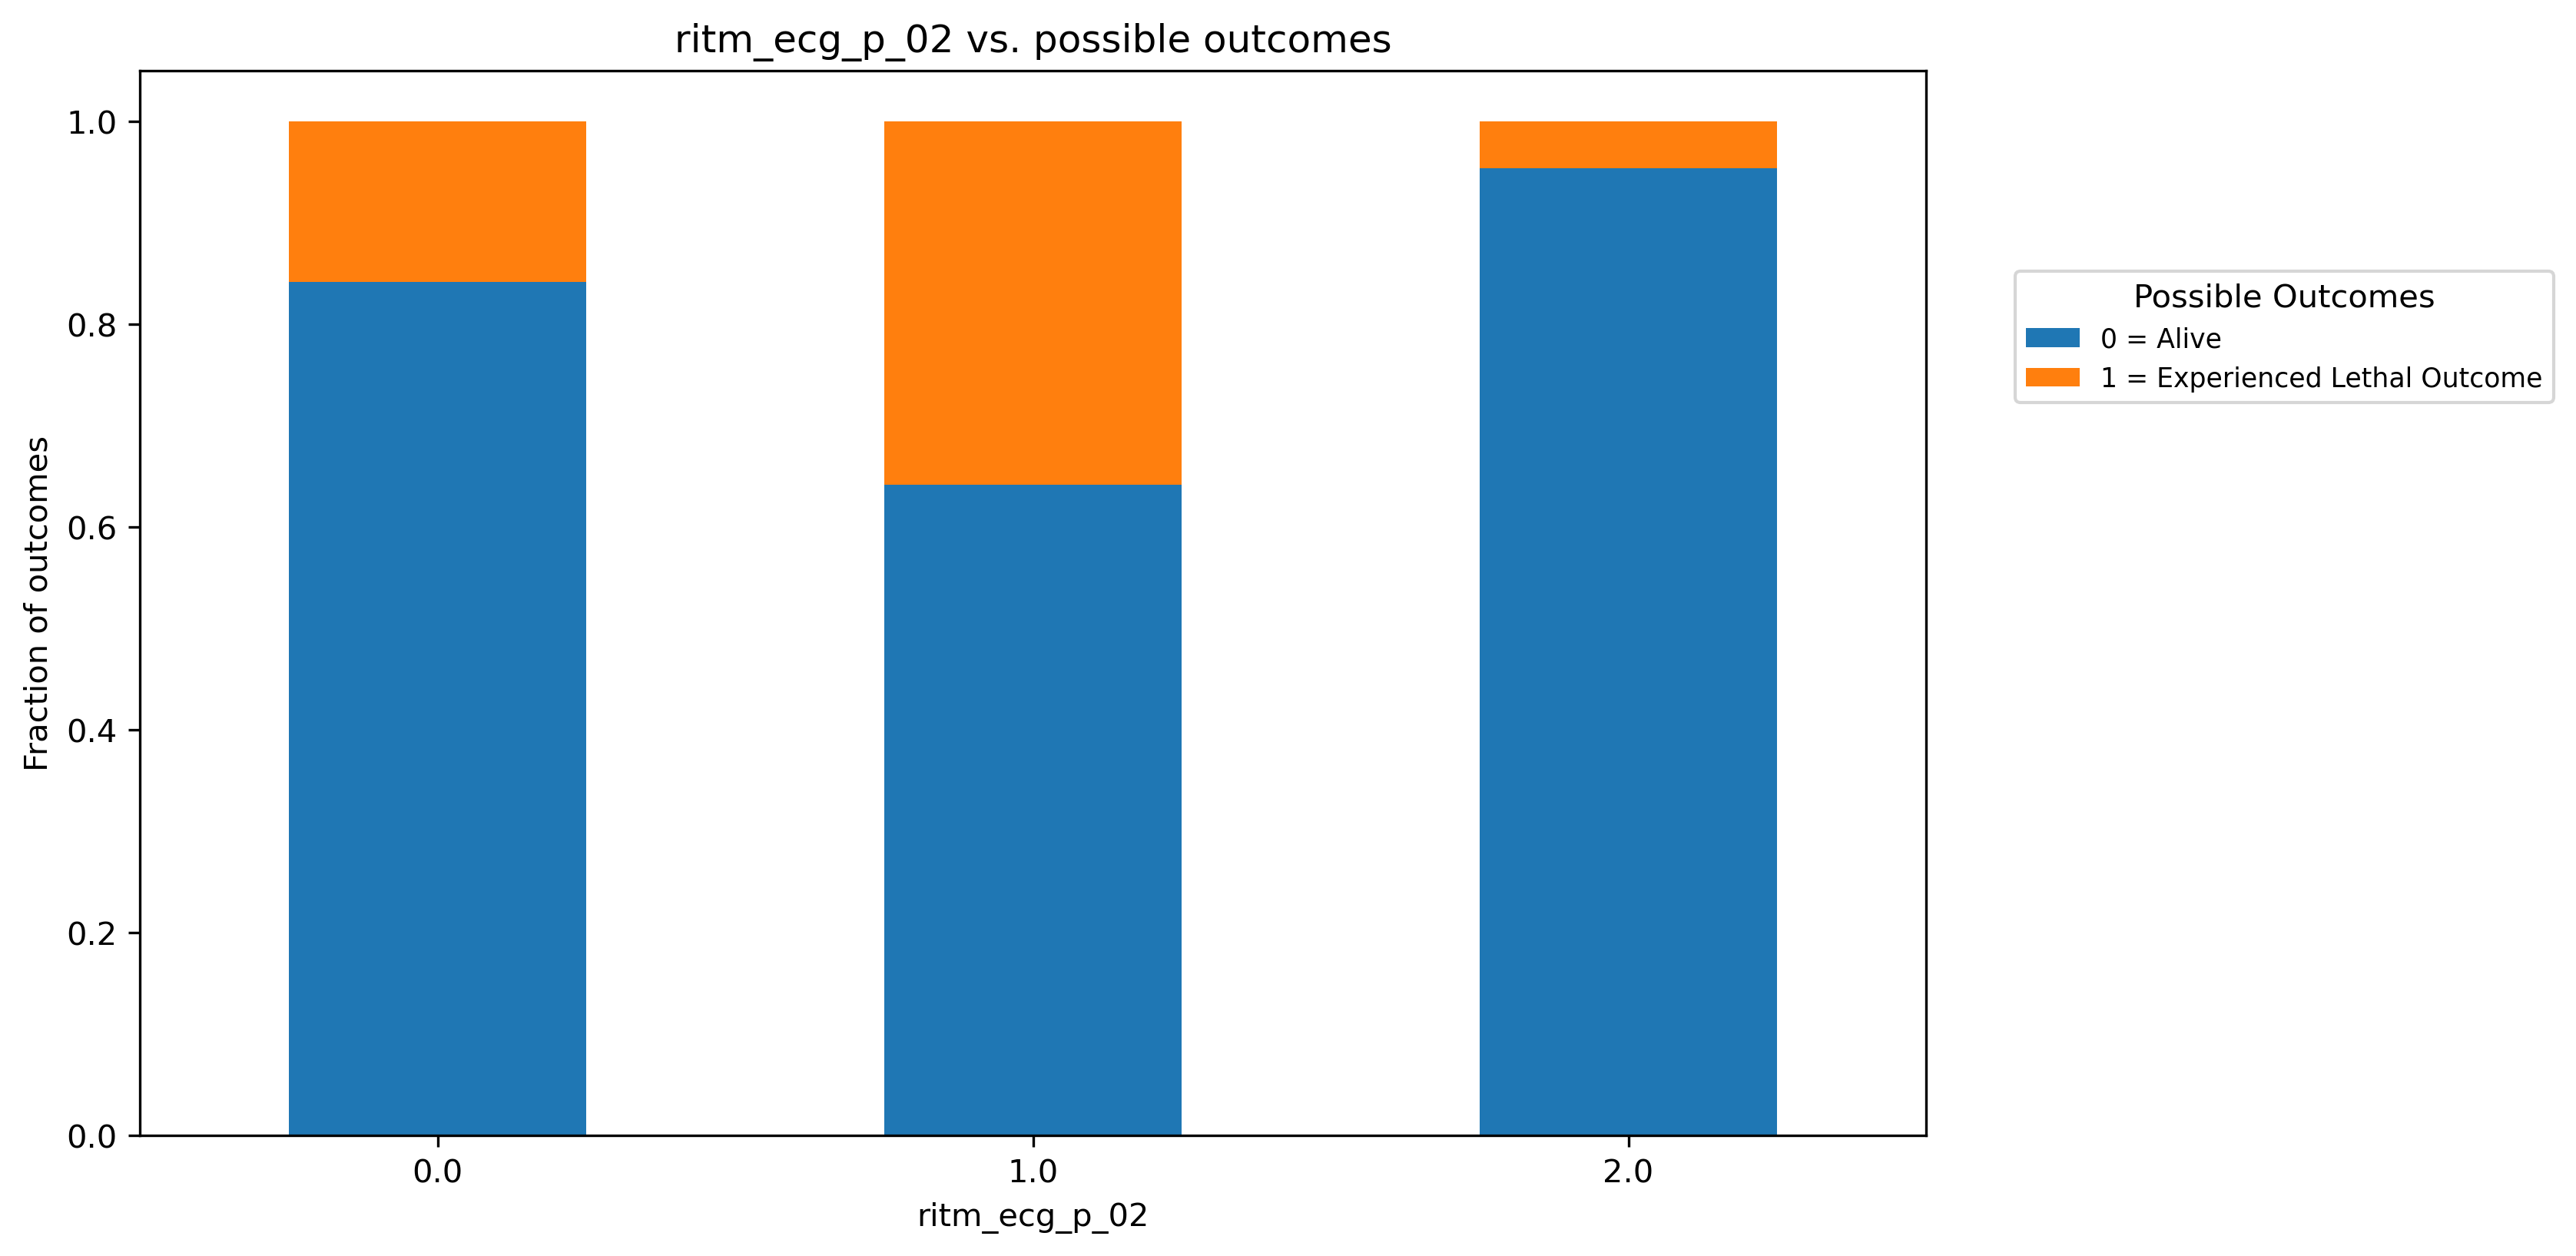 ritm_ecg_p_02 vs. possible outcomes
1.0
0.8
0.6
0.4
0.2
0.0
Fraction of outcomes
0.0 1.0 2.0
ritm_ecg_p_02
Possible Outcomes
0 = Alive
1 = Experienced Lethal Outcome